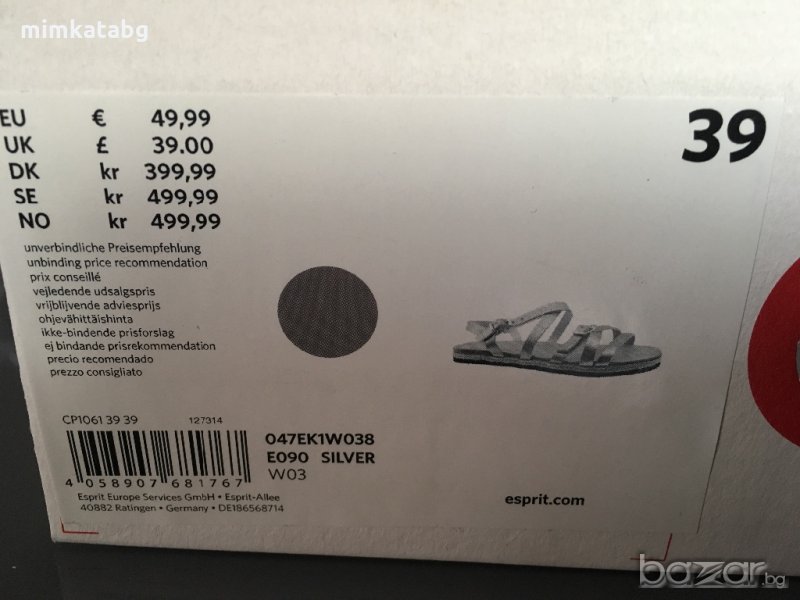 mimkatabg
EU € 49,99
UK £ 39.00
DK kr 399,99
SE kr 499,99
NO kr 499,99
39
unverbindliche Preisempfehlung
unbinding price recommendation
prix conseillé
vejledende udsalgspris
vrijblijvende adviesprijs
ohjevähittäishinta
ikke-bindende prisforslag
ej bindande prisrekommendation
precio recomendado
prezzo consigliato
CP1061 39 39 127314
4 058907 681767
047EK1W038
E090 SILVER
W03
Esprit Europe Services GmbH • Esprit-Allee
40882 Ratingen • Germany • DE186568714
esprit.com
bazar.bg